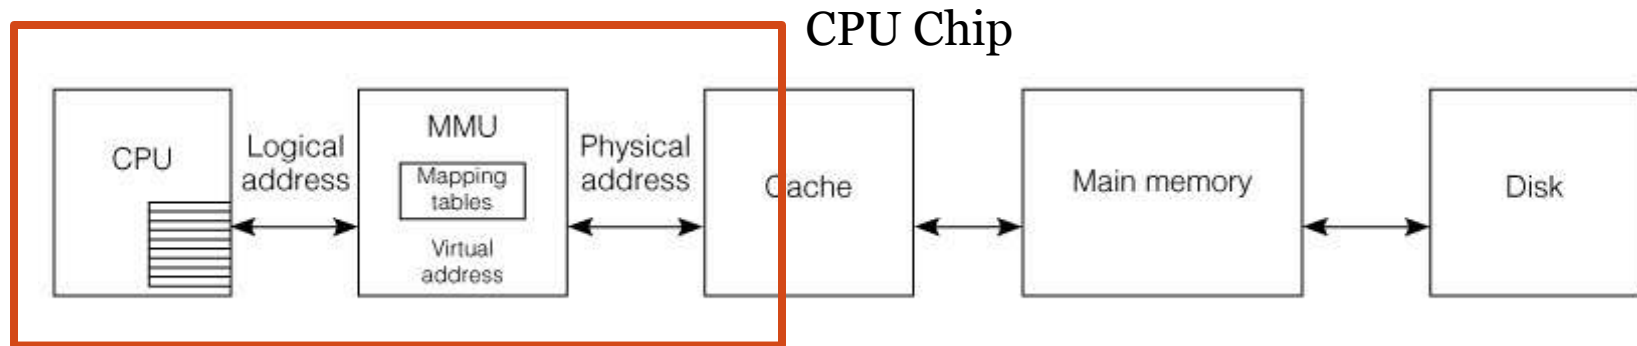 CPU Chip
CPU
Logical
address
MMU
Mapping
tables
Virtual
address
Physical
address
Cache
Main memory
Disk